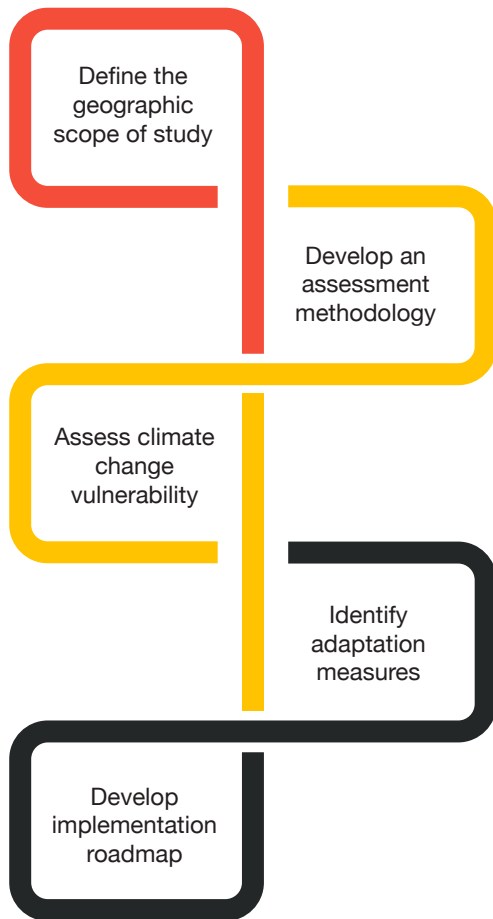 Define the
geographic
scope of study
Develop an
assessment
methodology
Assess climate
change
vulnerability
Identify
adaptation
measures
Develop
implementation
roadmap